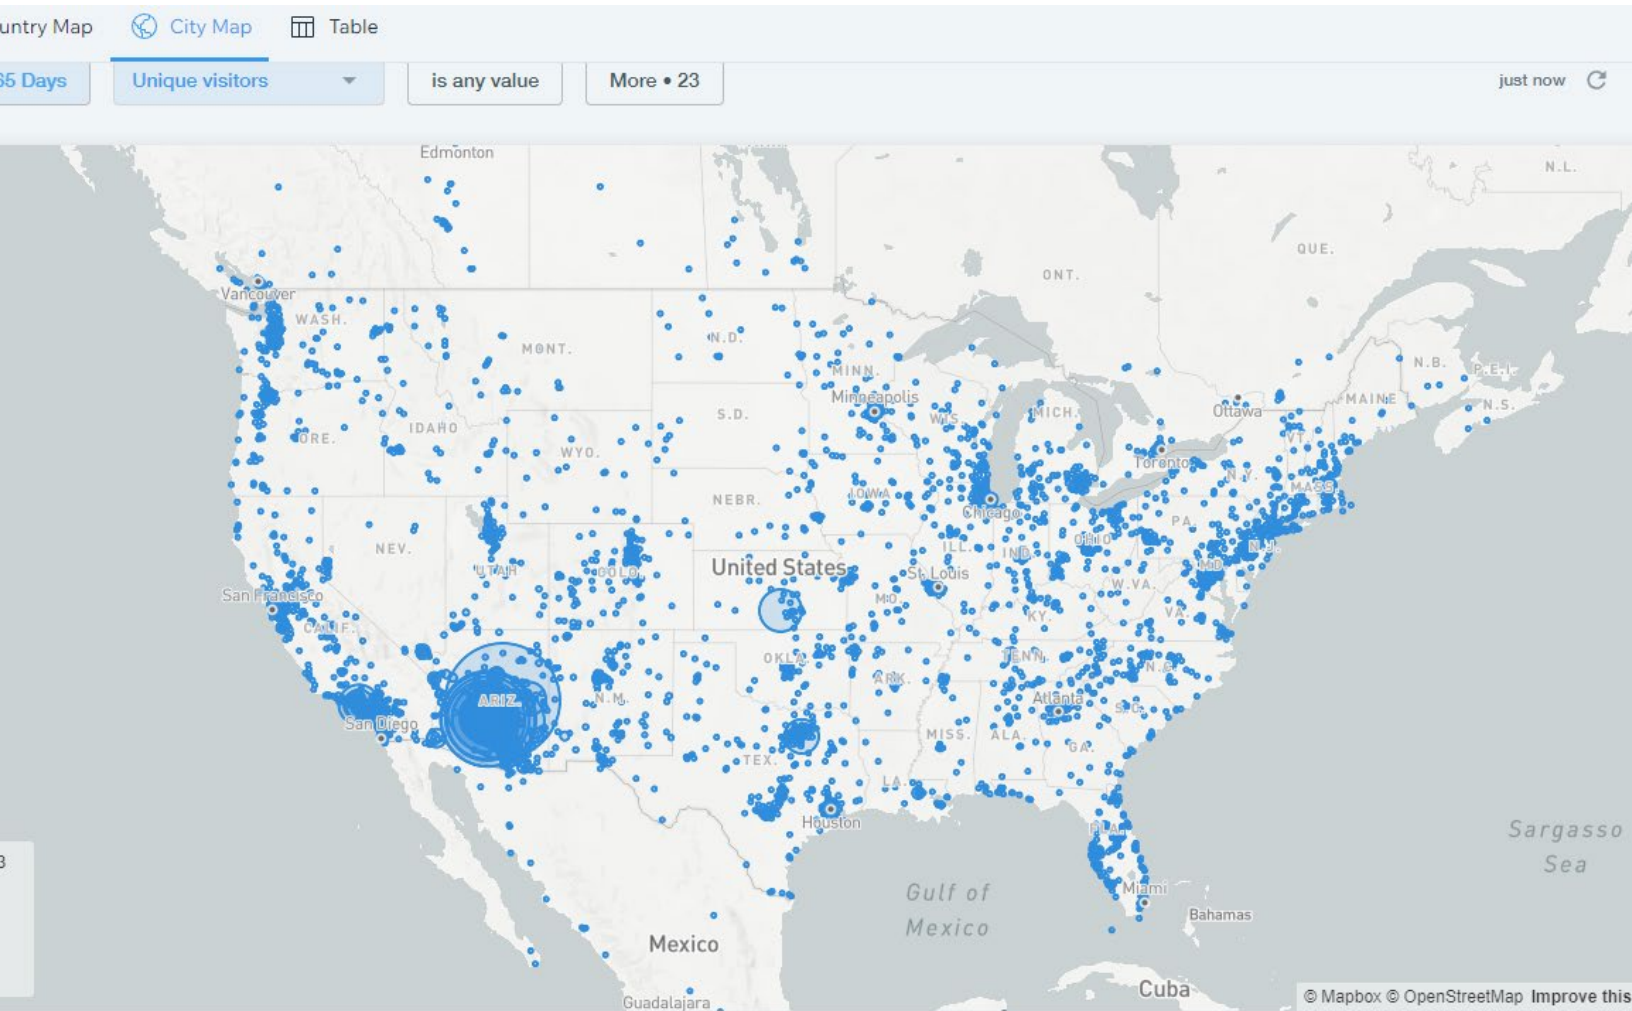 untry Map City Map Table
65 Days Unique visitors is any value More • 23 just now
Edmonton
N.L.
QUE.
ONT.
Vancouver
WASH.
N.D.
MONT.
MINN.
N.B.
P.E.I.
Minneapolis
MAINE
N.S.
Ottawa
MICH.
S.D.
WIS.
IDAHO
ORE.
VT.
WYO.
Toronto
N.Y.
MASS.
IOWA
NEBR.
Chicago
PA.
OHIO
NEV.
ILL.
IND.
N.J.
United States
MD.
UTAH
COLO.
St. Louis
W.VA.
San Francisco
MO.
VA.
KY.
CALIF.
OKLA.
TENN.
N.C.
ARK.
ARIZ.
N.M.
Atlanta
S.C.
San Diego
MISS.
ALA.
GA.
TEX.
LA.
Houston
FLA.
Sargasso
Sea
3
Miami
Gulf of
Mexico
Bahamas
Mexico
Cuba
Guadalajara
© Mapbox © OpenStreetMap Improve this